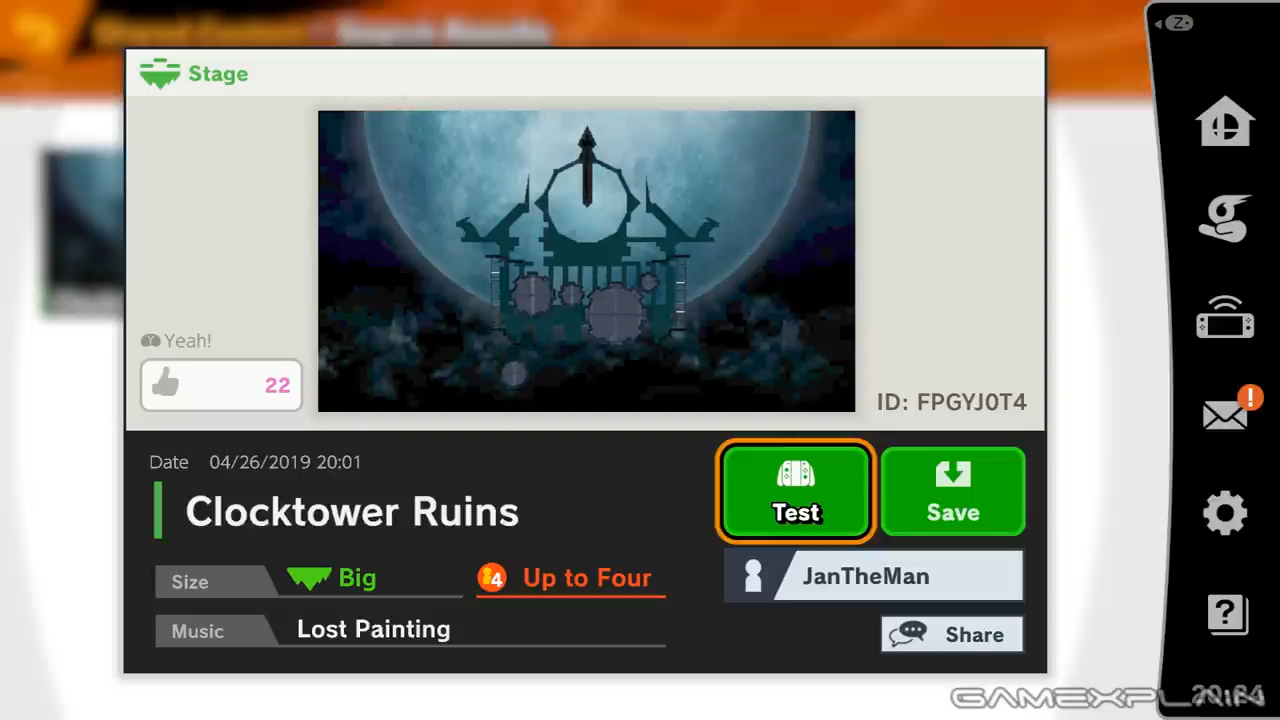 Stage
Yeah!
22
ID: FPGYJ0T4
Date 04/26/2019 20:01
Clocktower Ruins
Test
Save
Size Big
4 Up to Four
JanTheMan
Music Lost Painting
Share
Z
!
?
GAMEXPLAIN